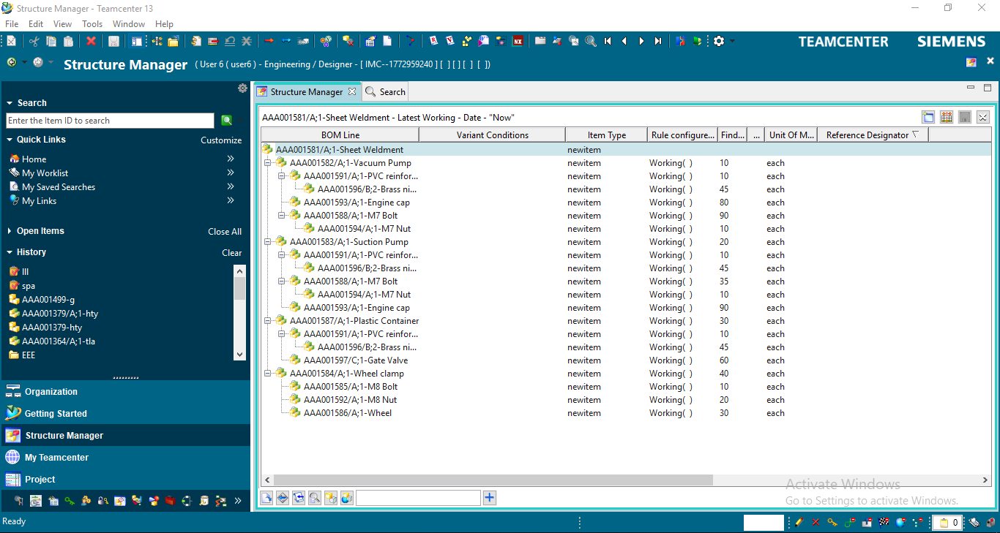 Structure Manager - Teamcenter 13
File Edit View Tools Window Help
TEAMCENTER SIEMENS
Structure Manager ( User 6 ( user6 ) - Engineering / Designer - [ IMC--1772959240 ] [ ] [ ] [ ] [ ])
Search
Enter the Item ID to search
Quick Links Customize
Home
My Worklist
My Saved Searches
My Links
Open Items Close All
History Clear
lll
spa
AAA001499-g
AAA001379/A;1-hty
AAA001379-hty
AAA001364/A;1-tla
EEE
Organization
Getting Started
Structure Manager
My Teamcenter
Project
Structure Manager Search
AAA001581/A;1-Sheet Weldment - Latest Working - Date - "Now"
BOM Line Variant Conditions Item Type Rule configure... Find... ... Unit Of M... Reference Designator
AAA001581/A;1-Sheet Weldment newitem
AAA001582/A;1-Vacuum Pump newitem Working( ) 10 each
AAA001591/A;1-PVC reinfor... newitem Working( ) 10 each
AAA001596/B;2-Brass ni... newitem Working( ) 45 each
AAA001593/A;1-Engine cap newitem Working( ) 80 each
AAA001588/A;1-M7 Bolt newitem Working( ) 90 each
AAA001594/A;1-M7 Nut newitem Working( ) 10 each
AAA001583/A;1-Suction Pump newitem Working( ) 20 each
AAA001591/A;1-PVC reinfor... newitem Working( ) 10 each
AAA001596/B;2-Brass ni... newitem Working( ) 45 each
AAA001588/A;1-M7 Bolt newitem Working( ) 35 each
AAA001594/A;1-M7 Nut newitem Working( ) 10 each
AAA001593/A;1-Engine cap newitem Working( ) 90 each
AAA001587/A;1-Plastic Container newitem Working( ) 30 each
AAA001591/A;1-PVC reinfor... newitem Working( ) 10 each
AAA001596/B;2-Brass ni... newitem Working( ) 45 each
AAA001597/C;1-Gate Valve newitem Working( ) 60 each
AAA001584/A;1-Wheel clamp newitem Working( ) 40 each
AAA001585/A;1-M8 Bolt newitem Working( ) 10 each
AAA001592/A;1-M8 Nut newitem Working( ) 20 each
AAA001586/A;1-Wheel newitem Working( ) 30 each
Activate Windows
Go to Settings to activate Windows.
Ready 0